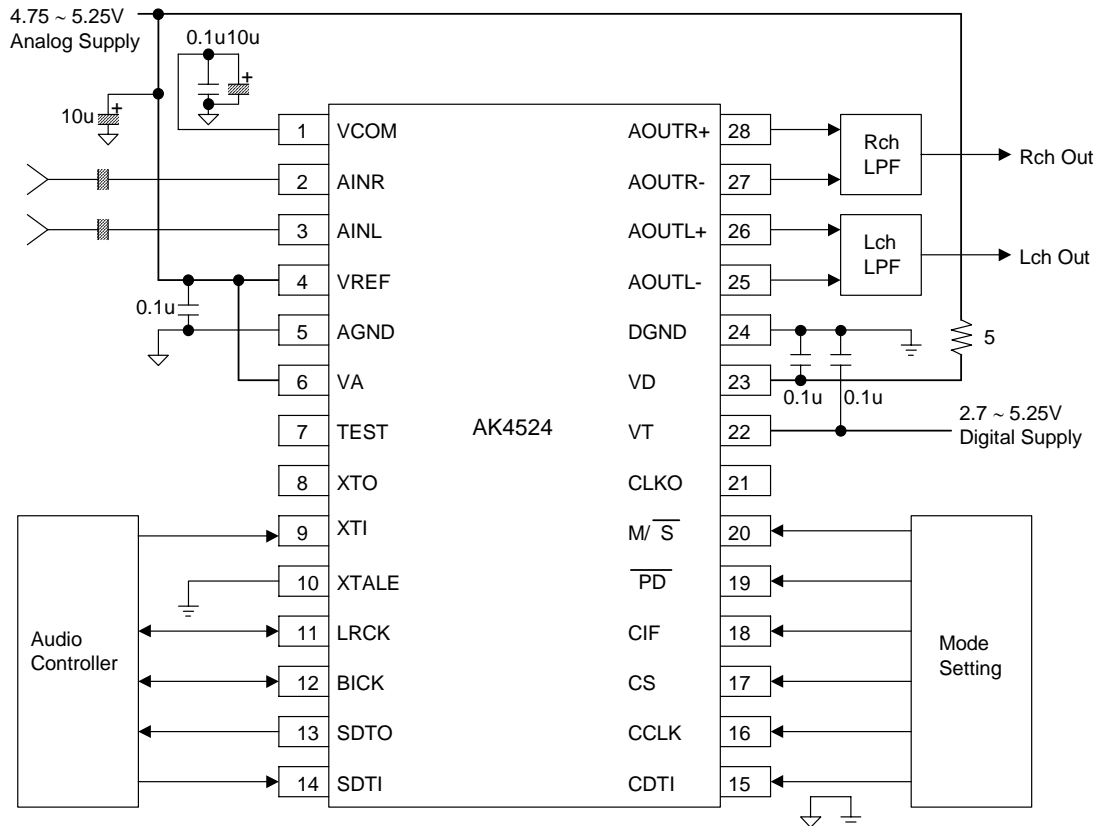 4.75 ~ 5.25V
Analog Supply
0.1u10u
+
10u
+
1 VCOM
2 AINR
3 AINL
4 VREF
0.1u
5 AGND
6 VA
7 TEST
8 XTO
9 XTI
10 XTALE
11 LRCK
12 BICK
13 SDTO
14 SDTI
Audio
Controller
AK4524
AOUTR+ 28
AOUTR- 27
AOUTL+ 26
AOUTL- 25
DGND 24
VD 23
VT 22
CLKO 21
M/ S 20
PD 19
CIF 18
CS 17
CCLK 16
CDTI 15
Rch
LPF
Rch Out
Lch
LPF
Lch Out
5
0.1u 0.1u
2.7 ~ 5.25V
Digital Supply
Mode
Setting